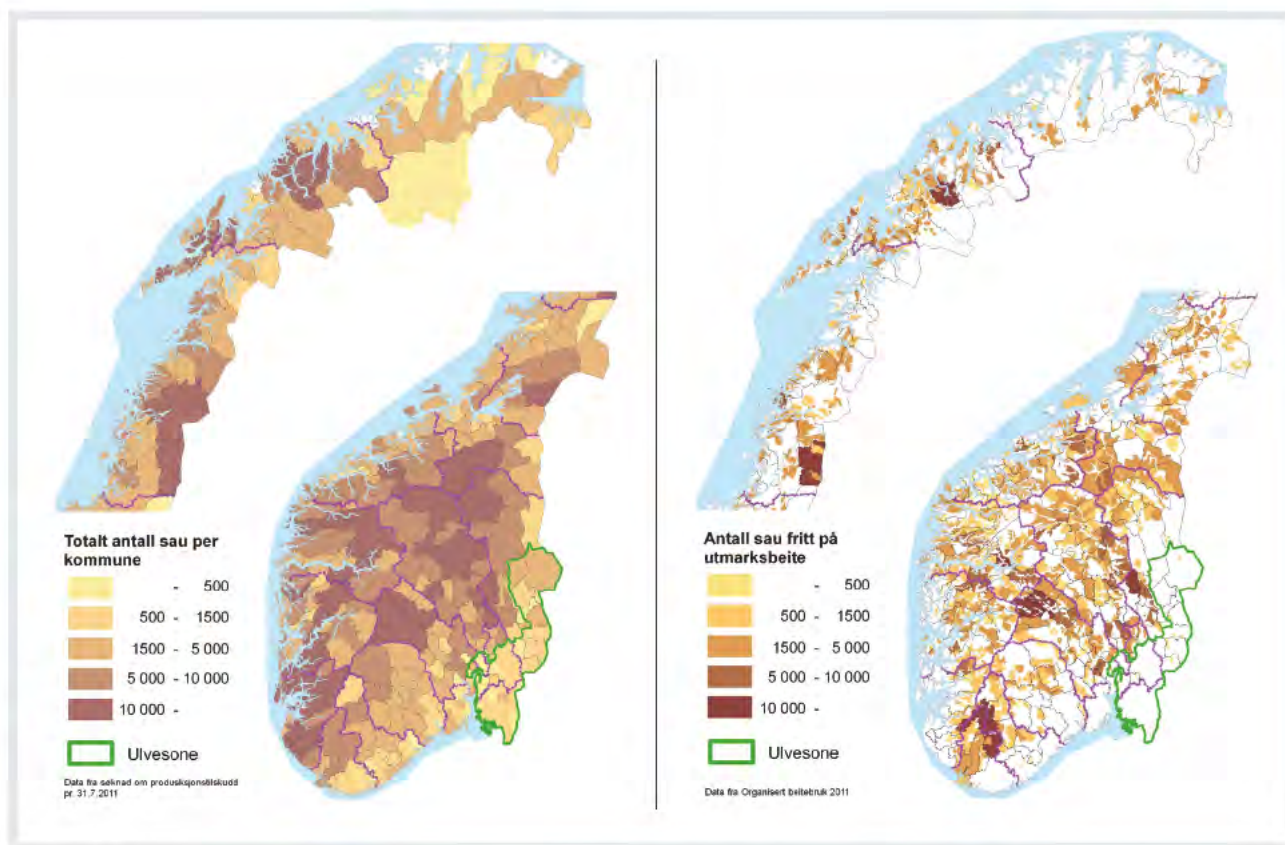 Totalt antall sau per
kommune
- 500
500 - 1500
1500 - 5 000
5 000 - 10 000
10 000 -
Ulvesone
Data fra søknad om produksjonstilskudd
pr. 31.7.2011
Antall sau fritt på
utmarksbeite
- 500
500 - 1500
1500 - 5 000
5 000 - 10 000
10 000 -
Ulvesone
Data fra Organisert beitebruk 2011